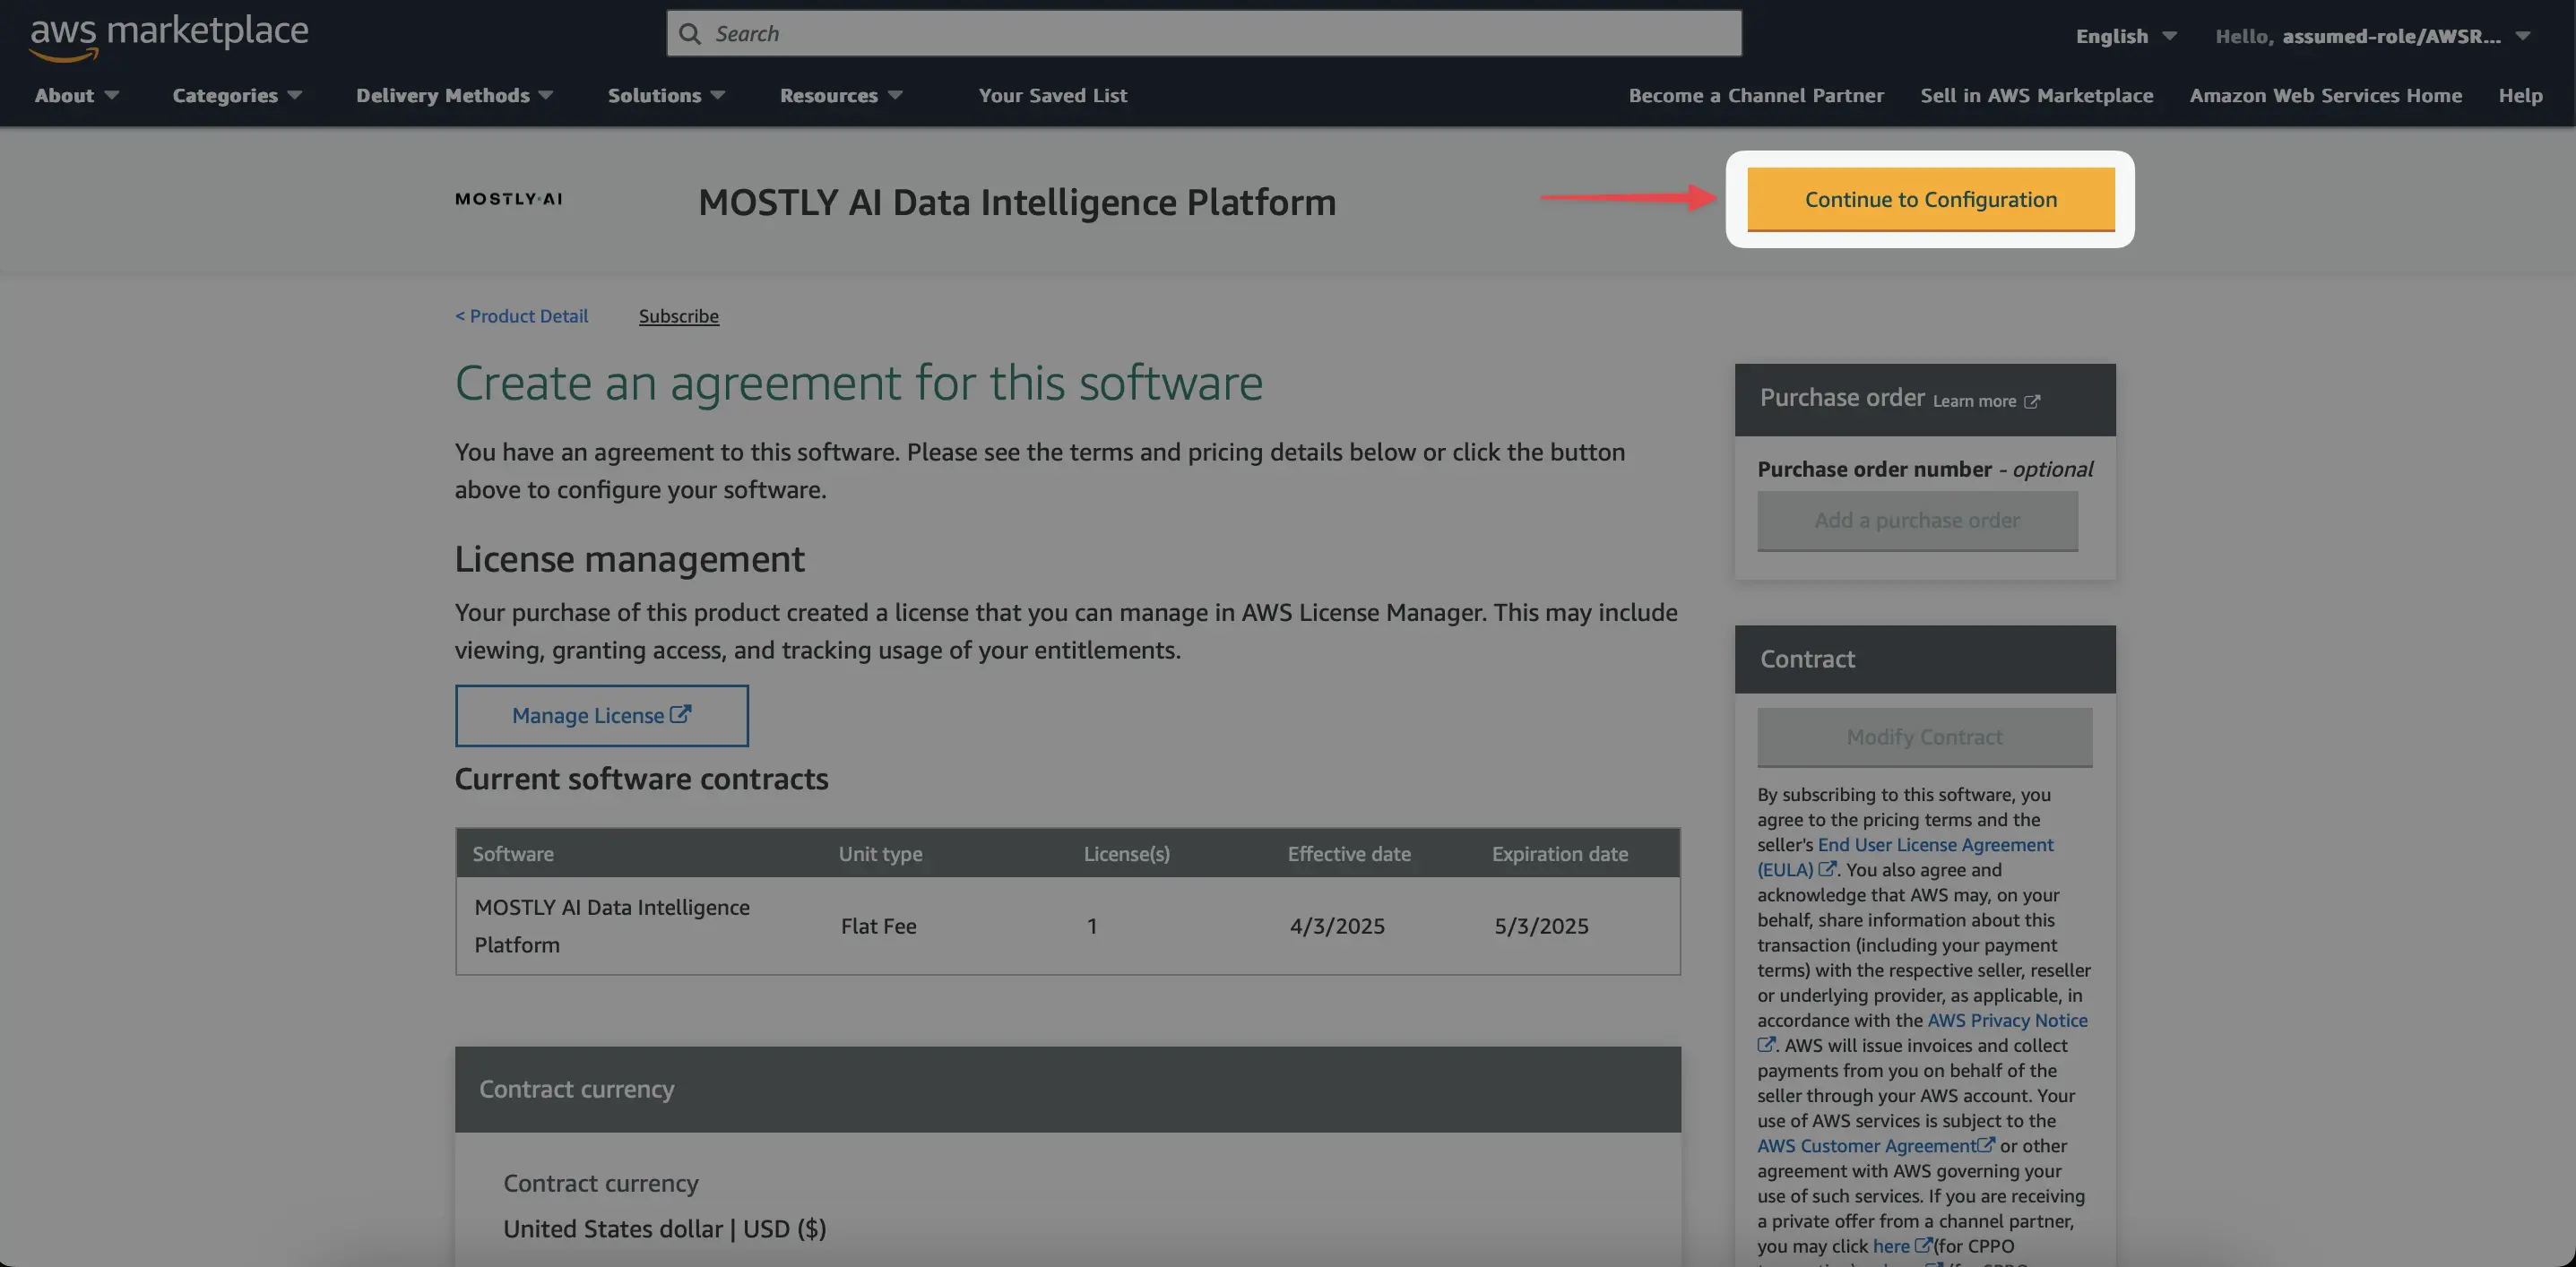 aws marketplace
Search
English
Hello, assumed-role/AWSR...
About
Categories
Delivery Methods
Solutions
Resources
Your Saved List
Become a Channel Partner
Sell in AWS Marketplace
Amazon Web Services Home
Help
MOSTLY·AI
MOSTLY AI Data Intelligence Platform
Continue to Configuration
< Product Detail
Subscribe
Create an agreement for this software
You have an agreement to this software. Please see the terms and pricing details below or click the button
above to configure your software.
License management
Your purchase of this product created a license that you can manage in AWS License Manager. This may include
viewing, granting access, and tracking usage of your entitlements.
Manage License
Current software contracts
Software
Unit type
License(s)
Effective date
Expiration date
MOSTLY AI Data Intelligence
Platform
Flat Fee
1
4/3/2025
5/3/2025
Contract currency
Contract currency
United States dollar | USD ($)
Purchase order Learn more
Purchase order number - optional
Add a purchase order
Contract
Modify Contract
By subscribing to this software, you
agree to the pricing terms and the
seller's End User License Agreement
(EULA). You also agree and
acknowledge that AWS may, on your
behalf, share information about this
transaction (including your payment
terms) with the respective seller, reseller
or underlying provider, as applicable, in
accordance with the AWS Privacy Notice
. AWS will issue invoices and collect
payments from you on behalf of the
seller through your AWS account. Your
use of AWS services is subject to the
AWS Customer Agreement or other
agreement with AWS governing your
use of such services. If you are receiving
a private offer from a channel partner,
you may click here (for CPPO